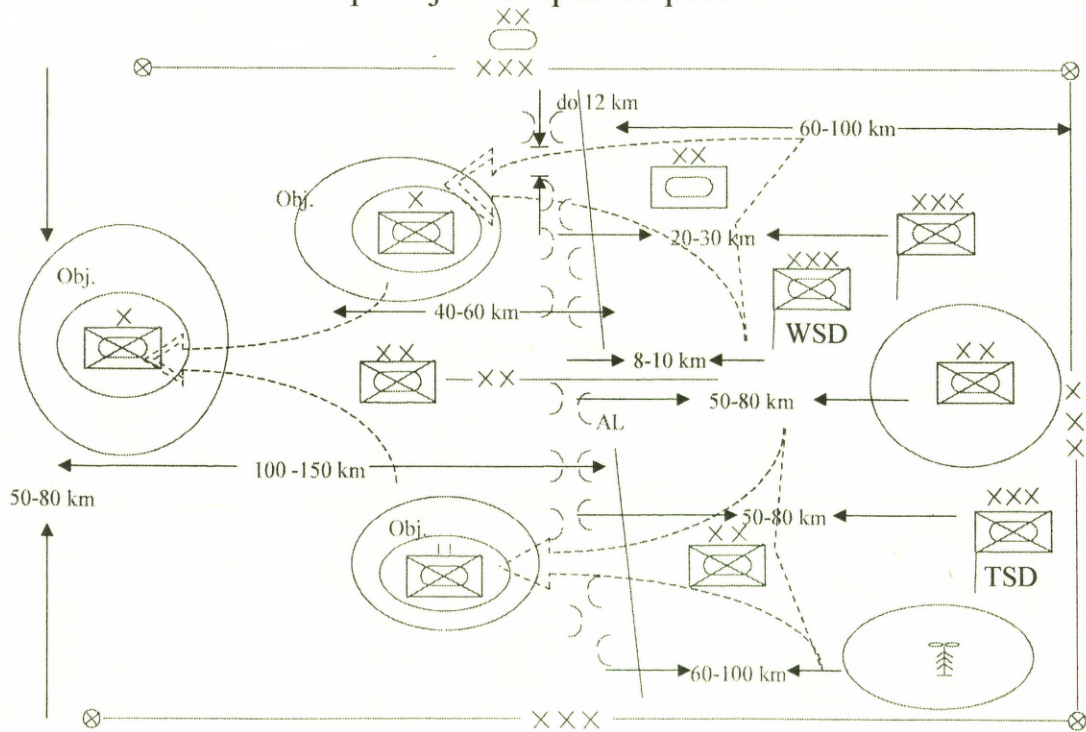 XX
XXX
do 12 km
60-100 km
XX
Obj.
X
XXX
20-30 km
XXX
Obj.
40-60 km
WSD
X
8-10 km
XX
XX
XX
50-80 km
XXX
AL
100 -150 km
50-80 km
XXX
50-80 km
Obj.
XX
II
TSD
60-100 km
XXX